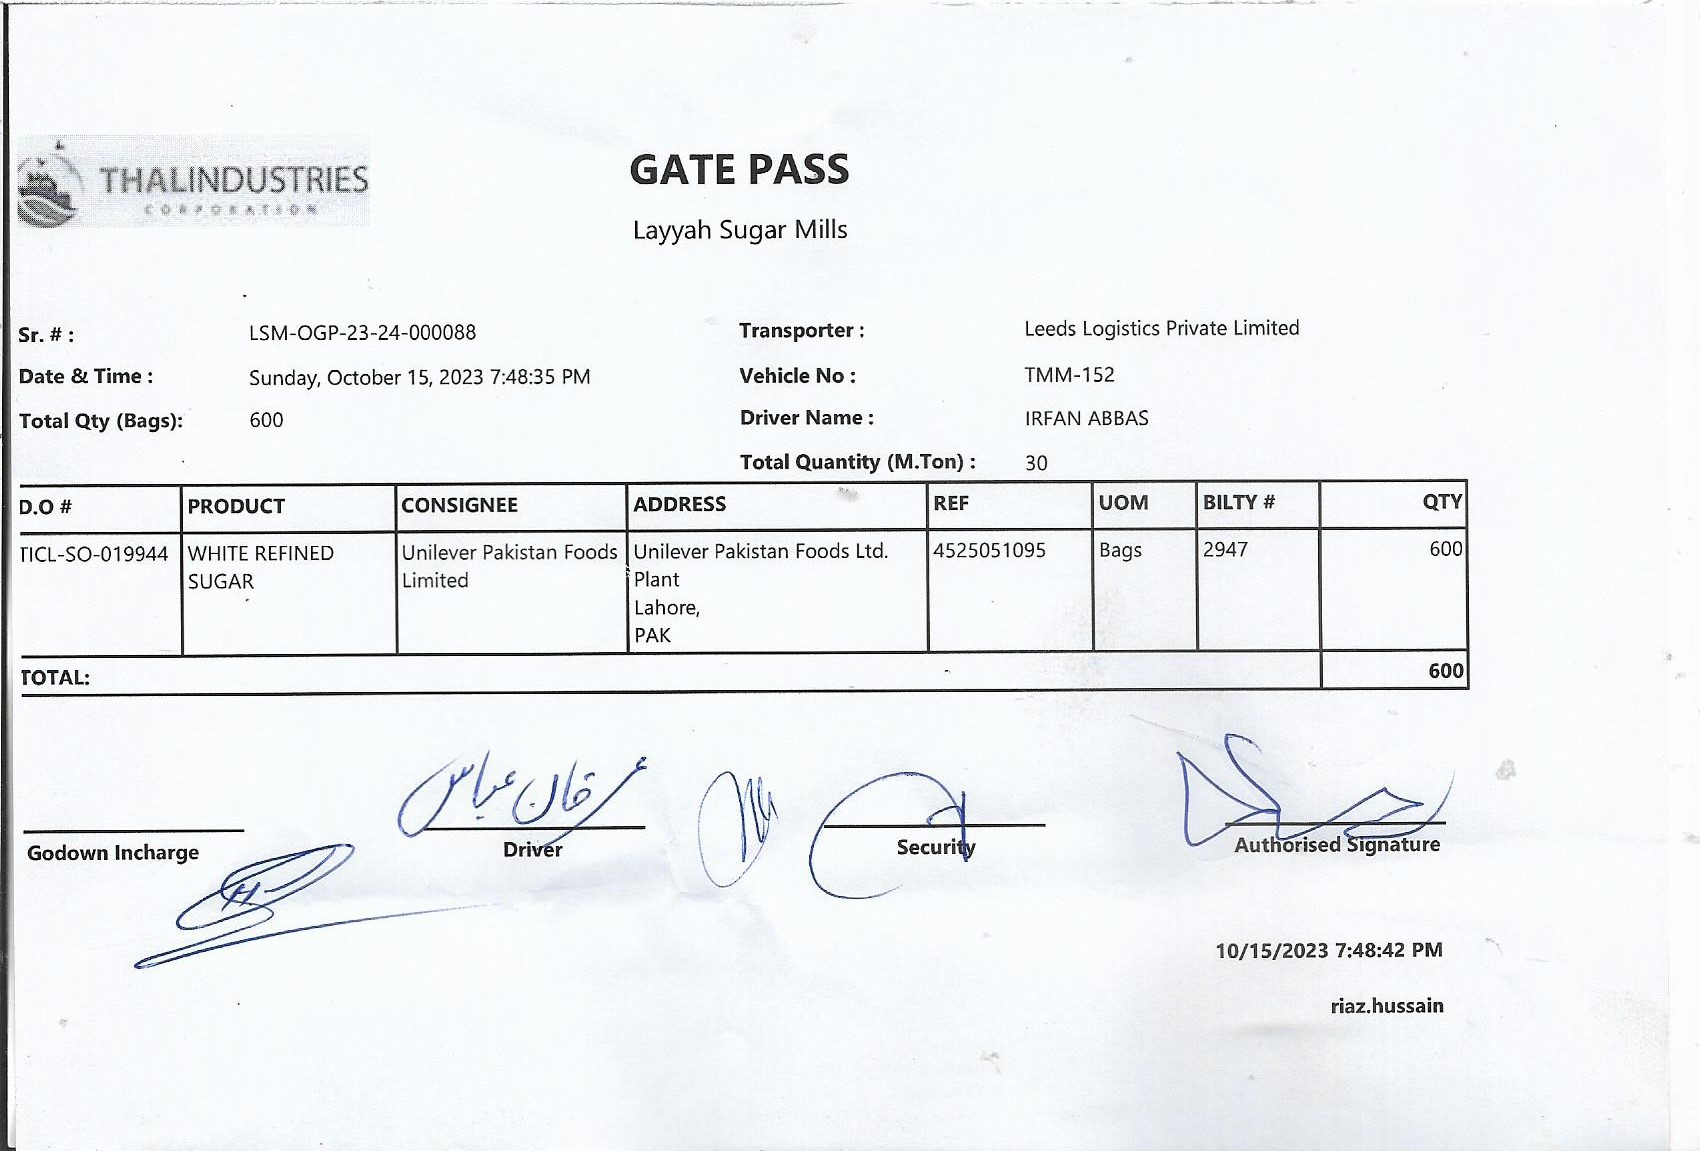 THALINDUSTRIES
CORPORATION
GATE PASS
Layyah Sugar Mills
Sr. # : LSM-OGP-23-24-000088
Transporter : Leeds Logistics Private Limited
Date & Time : Sunday, October 15, 2023 7:48:35 PM
Vehicle No : TMM-152
Total Qty (Bags): 600
Driver Name : IRFAN ABBAS
Total Quantity (M.Ton) : 30
D.O # PRODUCT CONSIGNEE ADDRESS REF UOM BILTY # QTY
TICL-SO-019944 WHITE REFINED Unilever Pakistan Foods Unilever Pakistan Foods Ltd. 4525051095 Bags 2947 600
SUGAR Limited Plant
Lahore,
PAK
TOTAL: 600
عرفان عباس
Godown Incharge Driver Security Authorised Signature
10/15/2023 7:48:42 PM
riaz.hussain